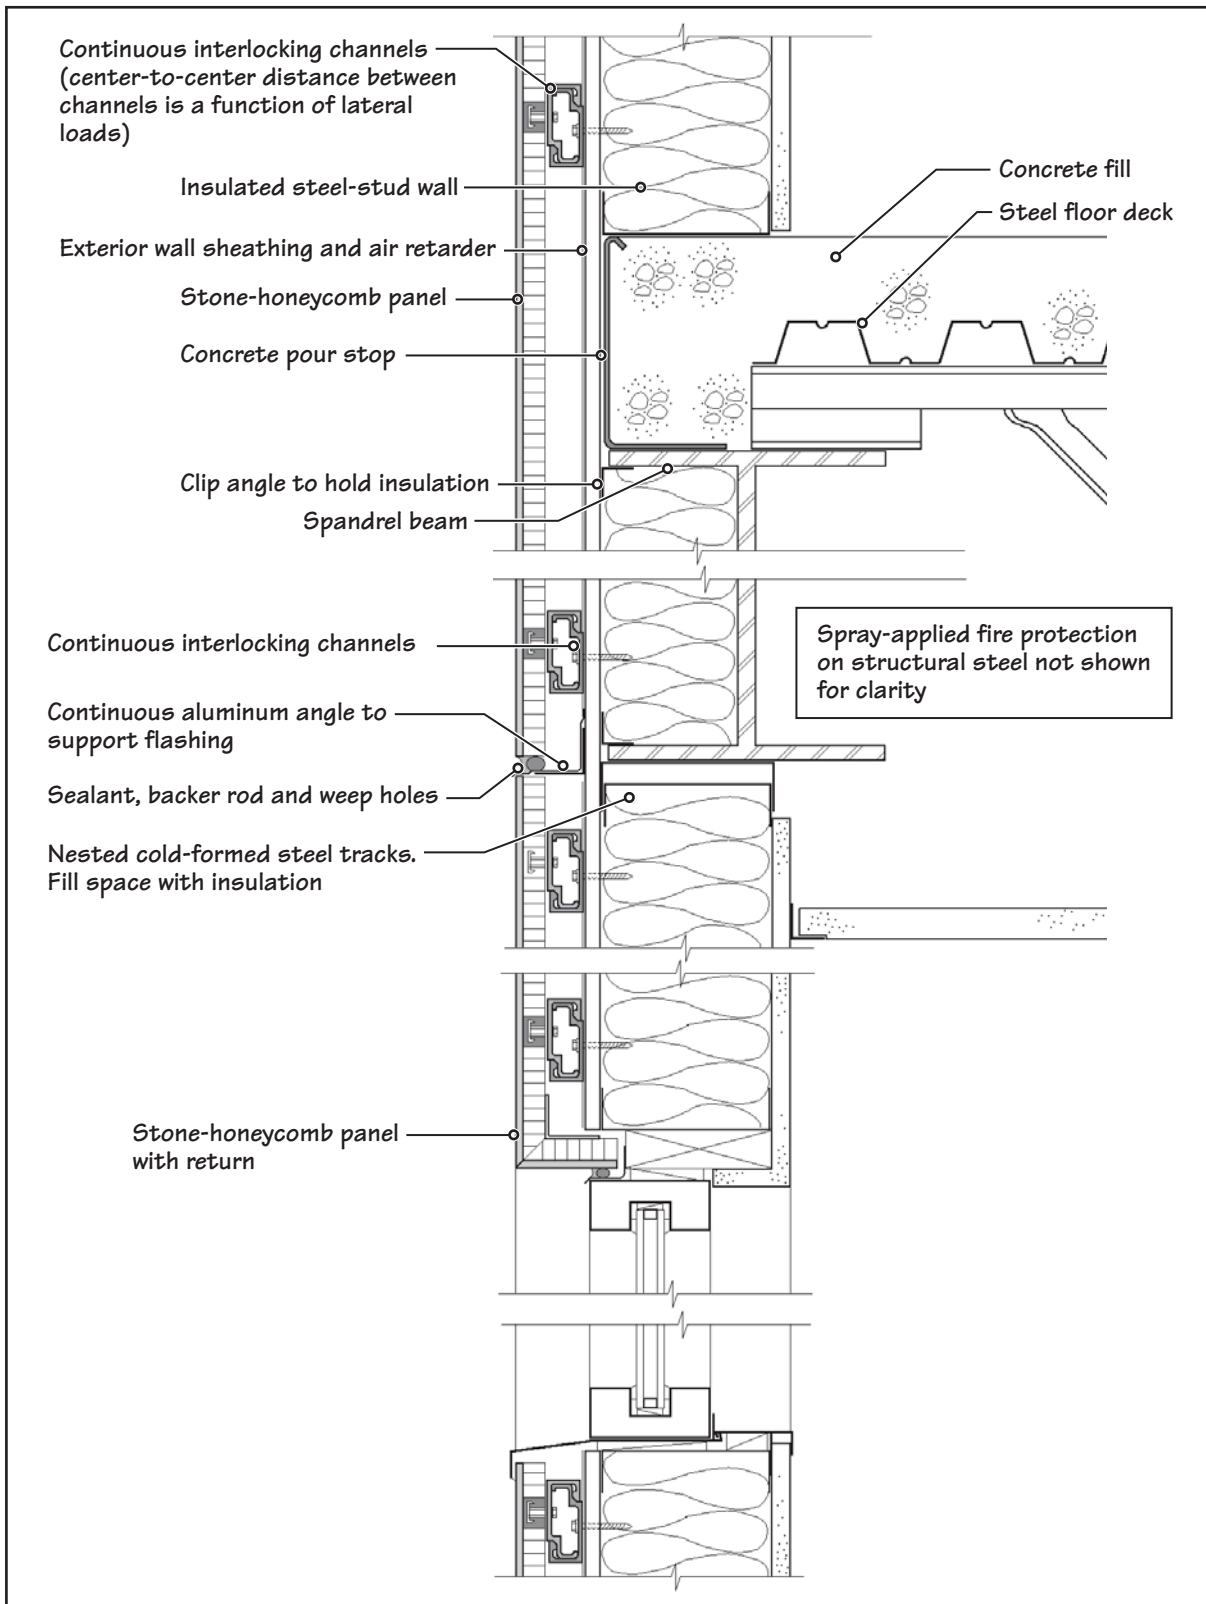 Continuous interlocking channels
(center-to-center distance between
channels is a function of lateral
loads)
Insulated steel-stud wall
Exterior wall sheathing and air retarder
Stone-honeycomb panel
Concrete pour stop
Concrete fill
Steel floor deck
Clip angle to hold insulation
Spandrel beam
Continuous interlocking channels
Spray-applied fire protection
on structural steel not shown
for clarity
Continuous aluminum angle to
support flashing
Sealant, backer rod and weep holes
Nested cold-formed steel tracks.
Fill space with insulation
Stone-honeycomb panel
with return